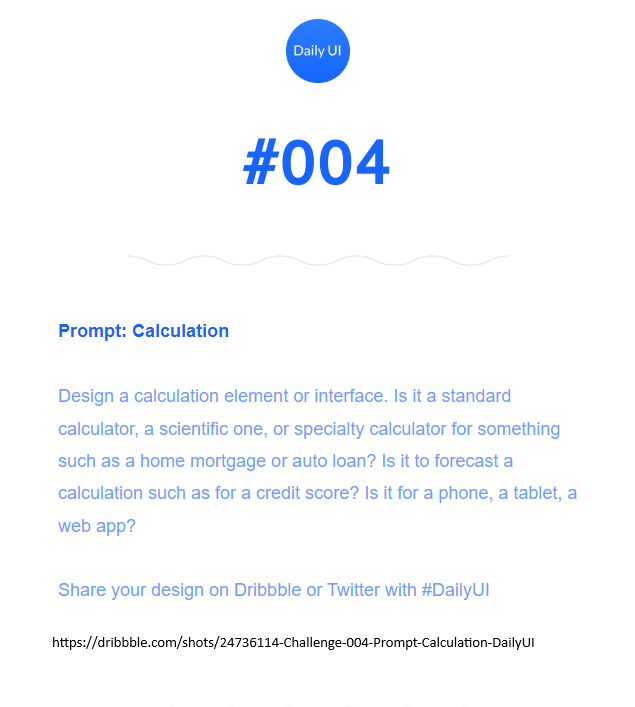 Daily UI
#004
Prompt: Calculation
Design a calculation element or interface. Is it a standard
calculator, a scientific one, or specialty calculator for something
such as a home mortgage or auto loan? Is it to forecast a
calculation such as for a credit score? Is it for a phone, a tablet, a
web app?
Share your design on Dribbble or Twitter with #DailyUI
https://dribbble.com/shots/24736114-Challenge-004-Prompt-Calculation-DailyUI